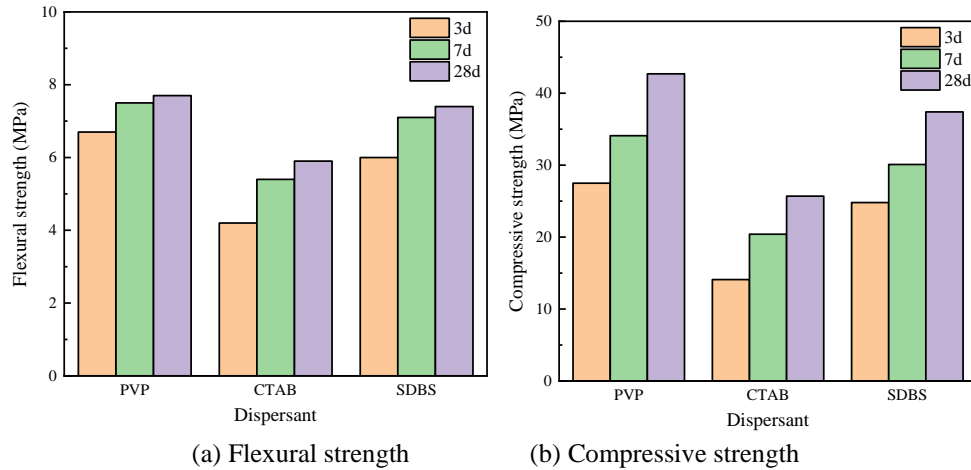 10
8
6
4
2
0
Flexural strength (MPa)
3d
7d
28d
PVP
CTAB
SDBS
Dispersant
(a) Flexural strength
50
40
30
20
10
0
Compressive strength (MPa)
3d
7d
28d
PVP
CTAB
SDBS
Dispersant
(b) Compressive strength